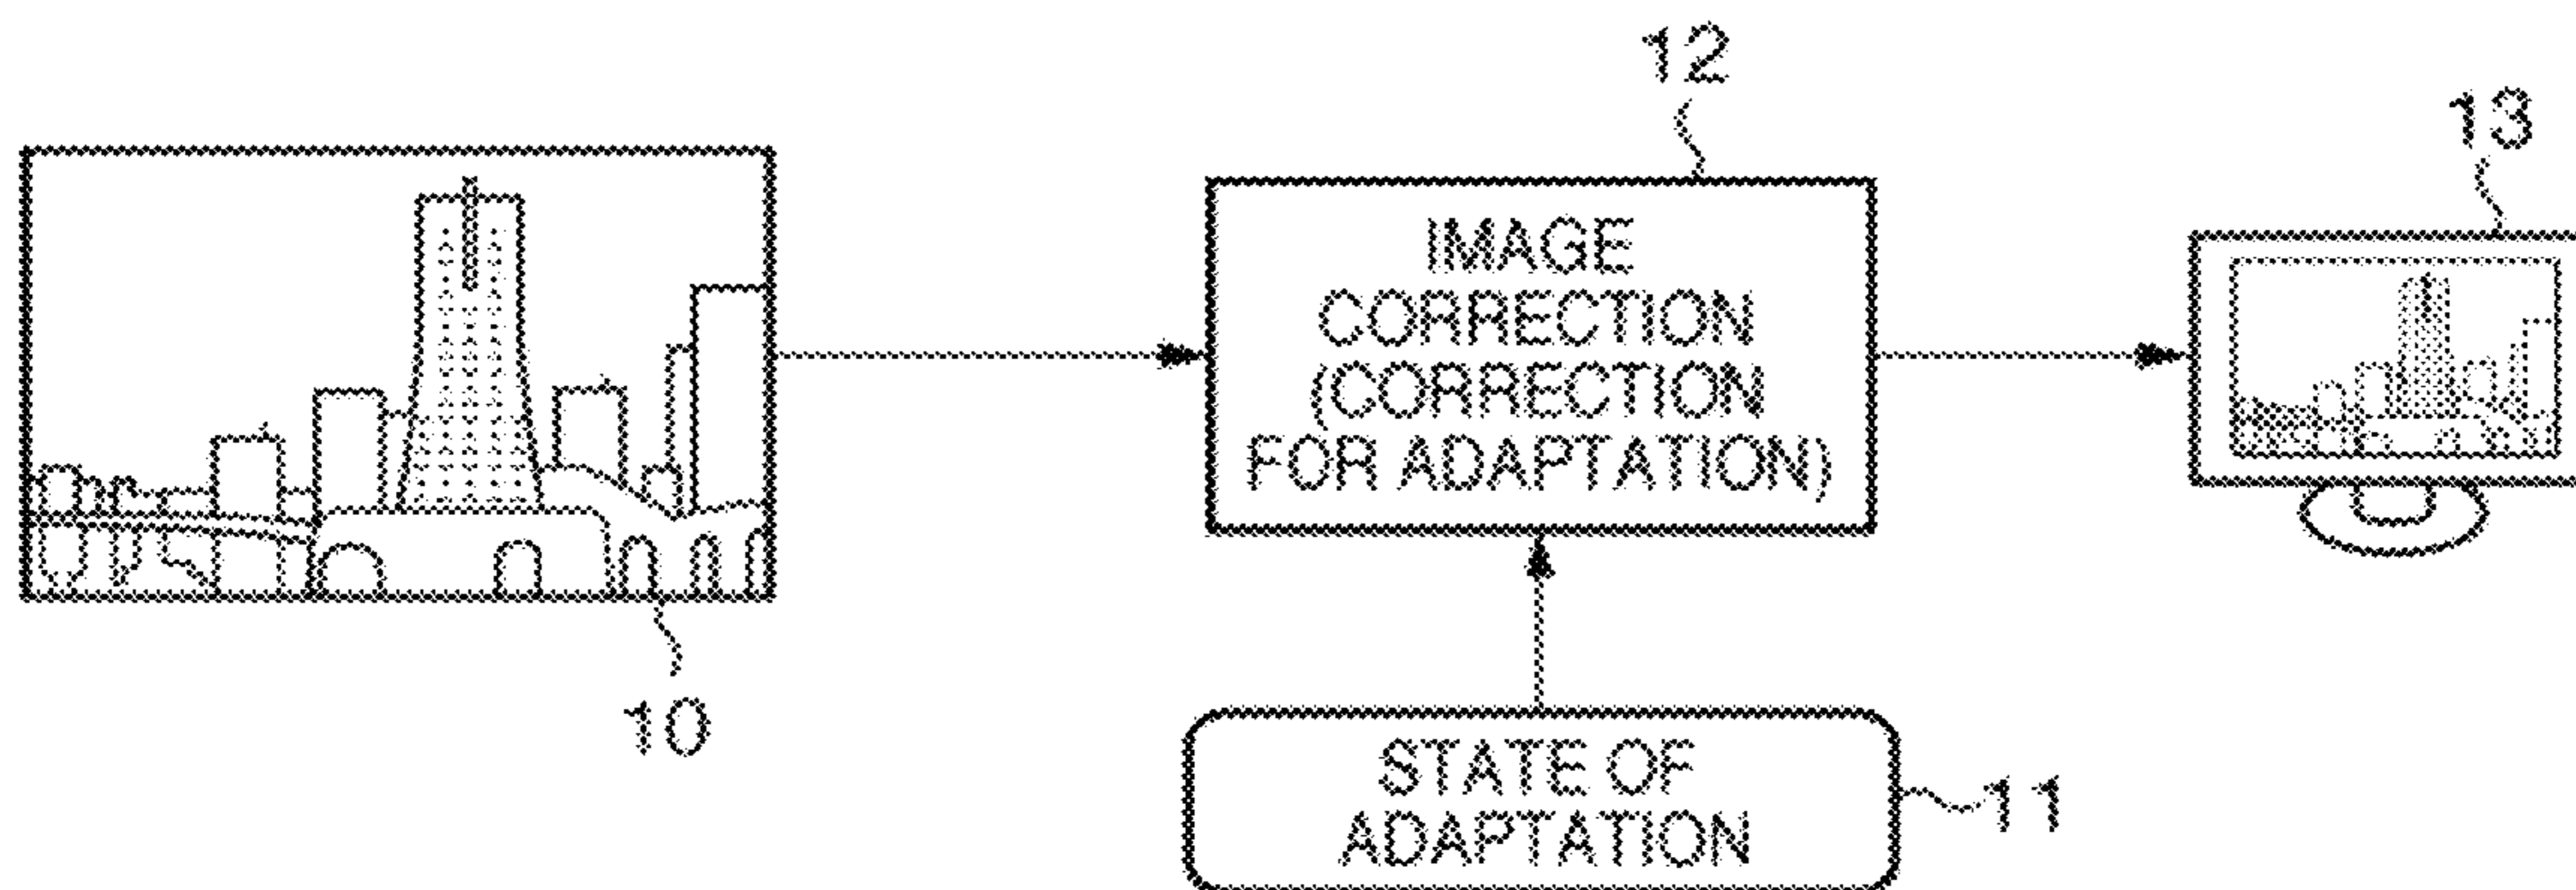 12
13
IMAGE
CORRECTION
(CORRECTION
FOR ADAPTATION)
10
STATE OF
ADAPTATION
11